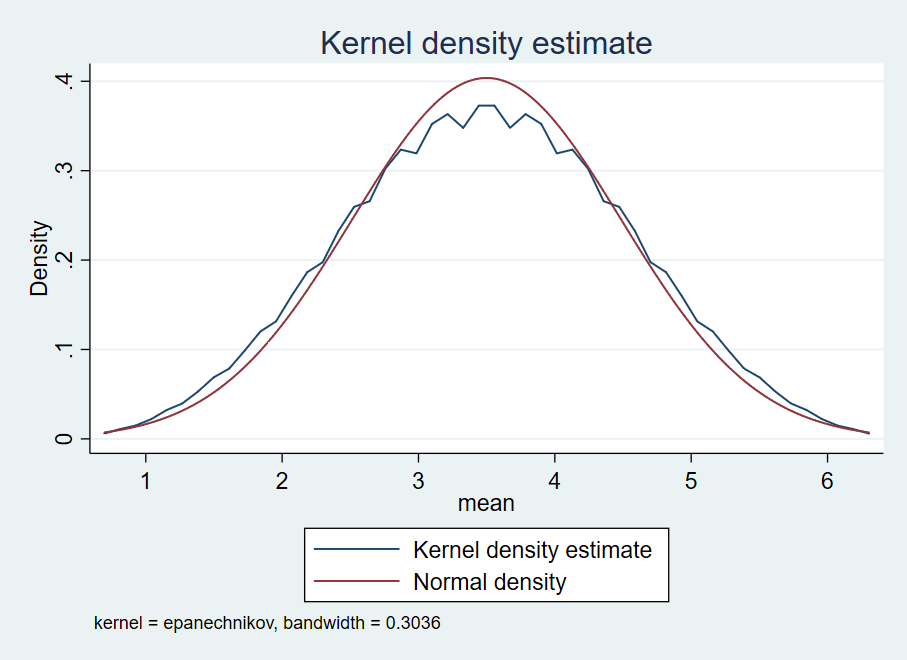 Kernel density estimate
Density
.4
.3
.2
.1
0
1 2 3 4 5 6
mean
Kernel density estimate
Normal density
kernel = epanechnikov, bandwidth = 0.3036